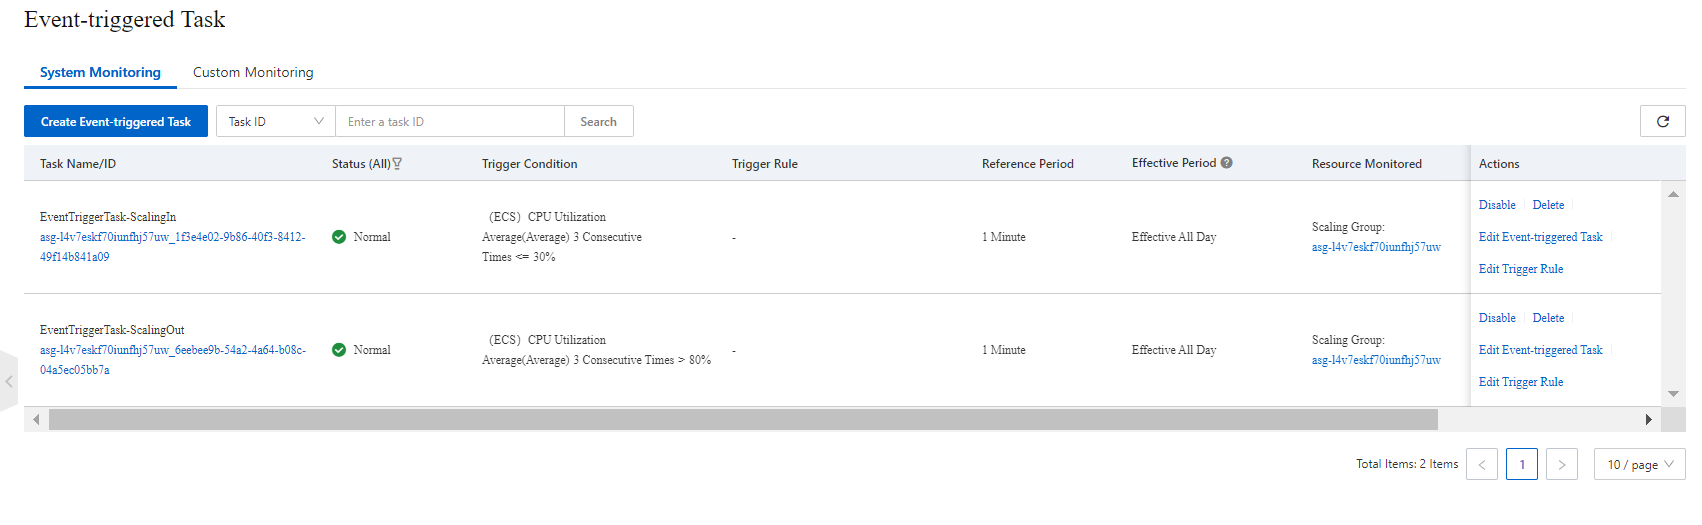 Event-triggered Task
System Monitoring Custom Monitoring
Create Event-triggered Task Task ID Enter a task ID Search
Task Name/ID Status (All) Trigger Condition Trigger Rule Reference Period Effective Period Resource Monitored Actions
EventTriggerTask-ScalingIn
asg-l4v7eskf70iunfhj57uw_1f3e4e02-9b86-40f3-8412-
49f14b841a09
Normal
（ECS）CPU Utilization
Average(Average) 3 Consecutive
Times <= 30%
-
1 Minute
Effective All Day
Scaling Group:
asg-l4v7eskf70iunfhj57uw
Disable Delete
Edit Event-triggered Task
Edit Trigger Rule
EventTriggerTask-ScalingOut
asg-l4v7eskf70iunfhj57uw_6eebee9b-54a2-4a64-b08c-
04a5ec05bb7a
Normal
（ECS）CPU Utilization
Average(Average) 3 Consecutive Times > 80%
-
1 Minute
Effective All Day
Scaling Group:
asg-l4v7eskf70iunfhj57uw
Disable Delete
Edit Event-triggered Task
Edit Trigger Rule
Total Items: 2 Items < 1 > 10 / page